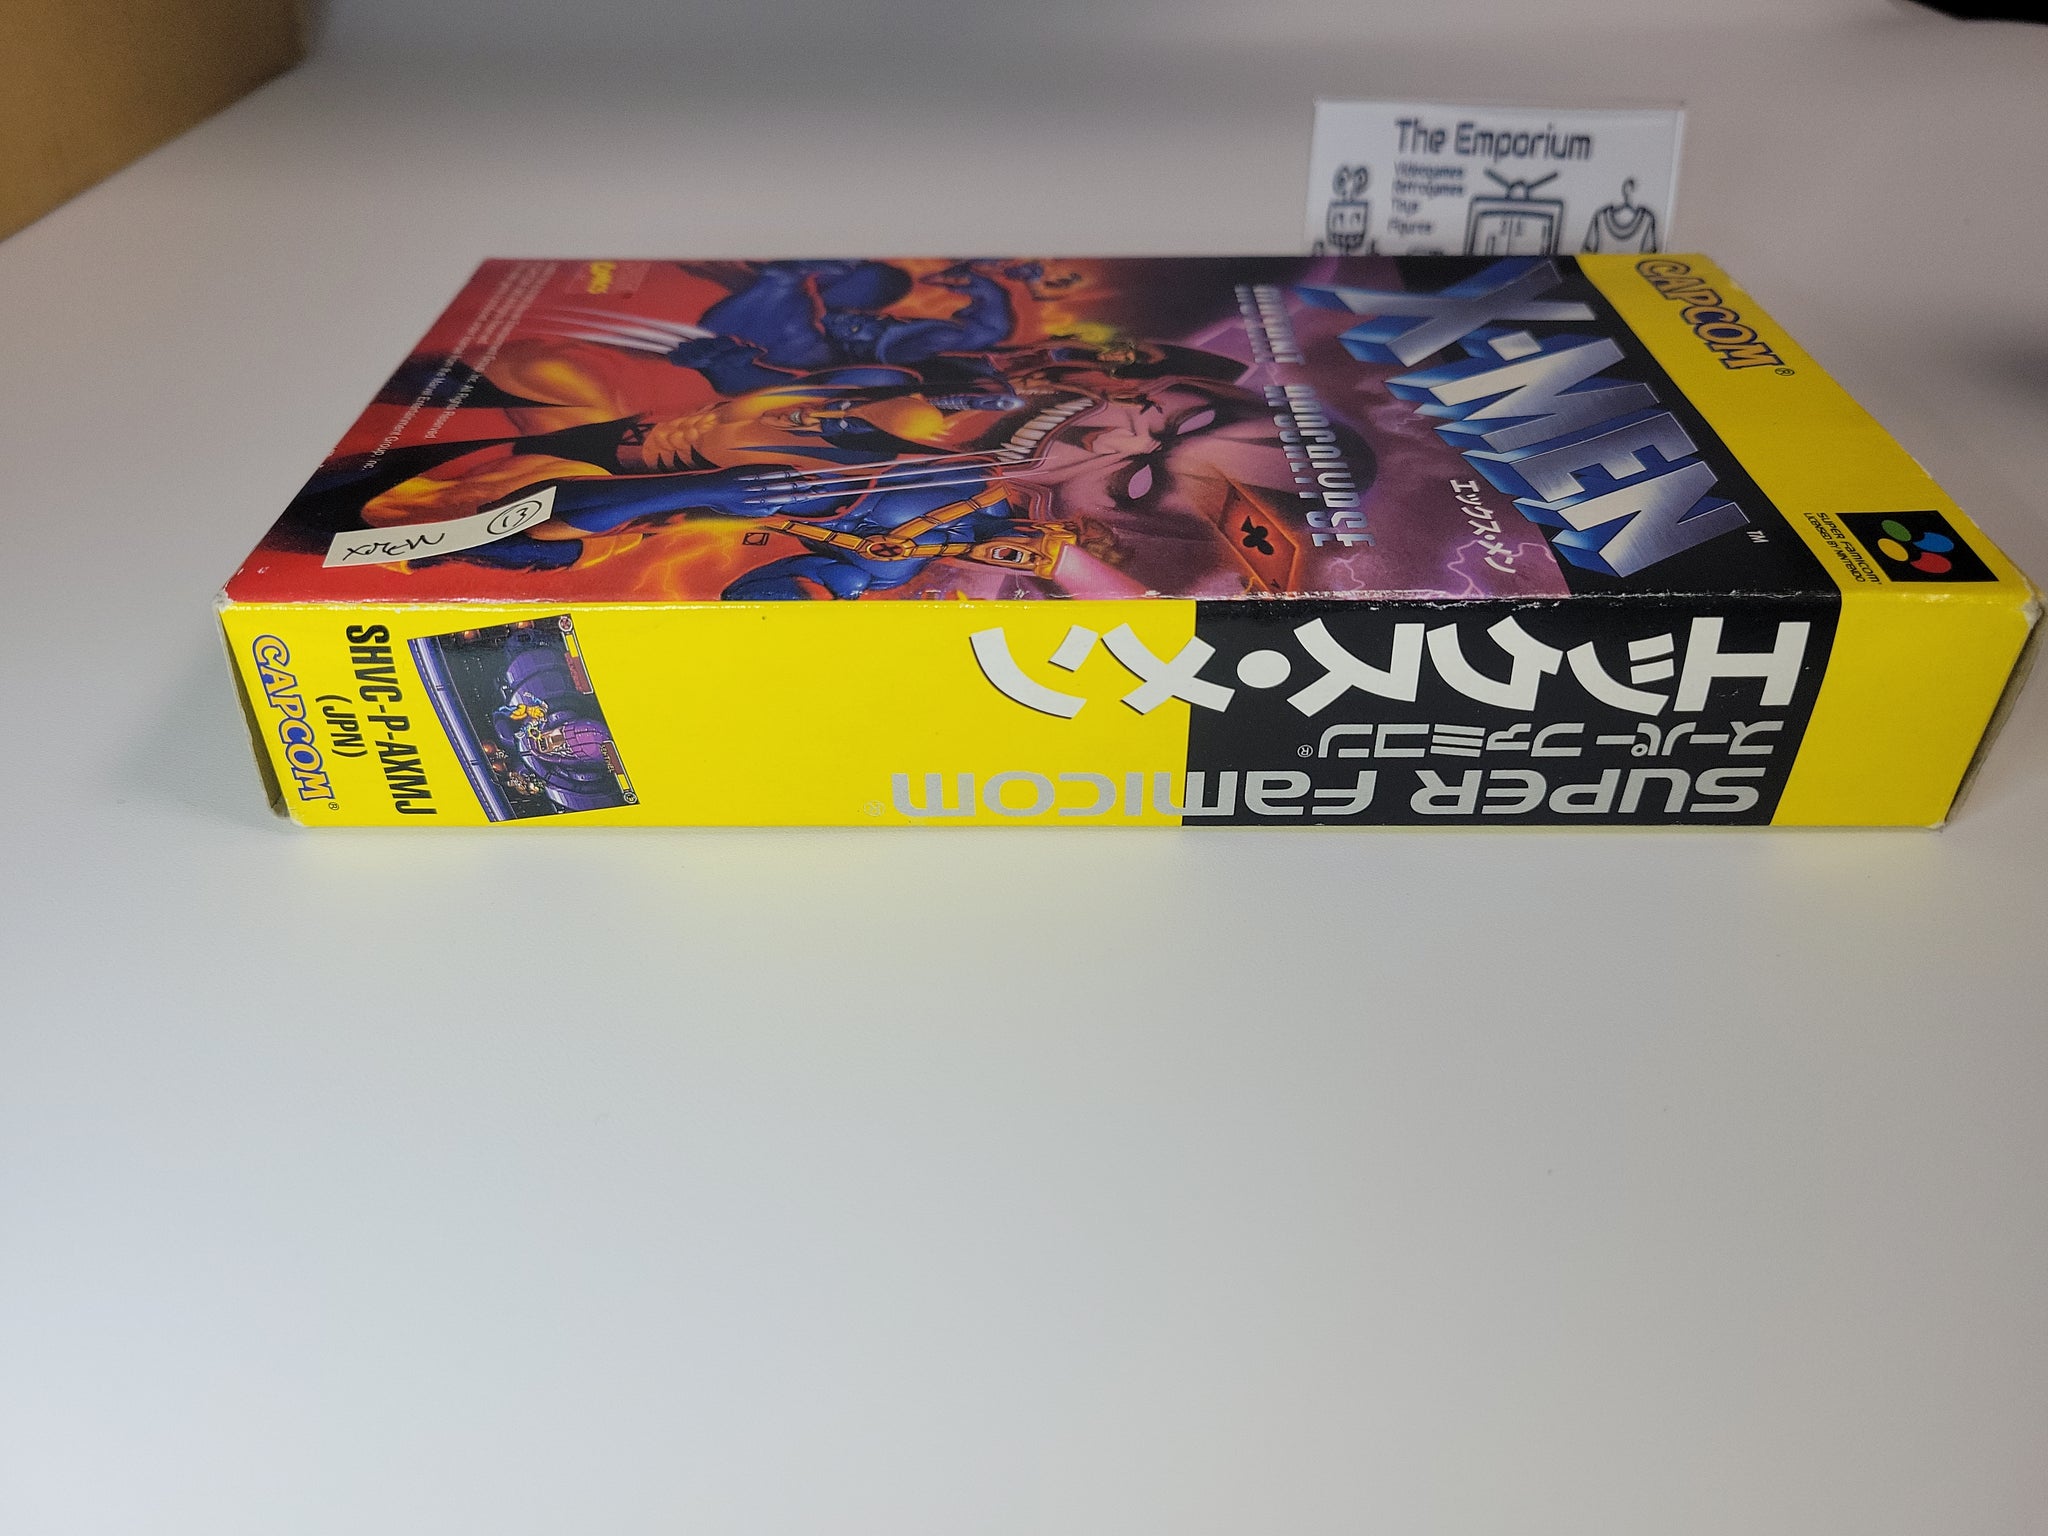 The Emporium
Videogames
Retrogames
Toys
Figures
CAPCOM®
X-MEN™
エックス・メン
MUTANT
APOCALYPSE
SUPER FAMICOM®
LICENSED BY NINTENDO
GAMES
エックス・メン
スーパーファミコン®
SUPER FAMICOM®
SHVC-P-AXMJ
(JPN)
CAPCOM®